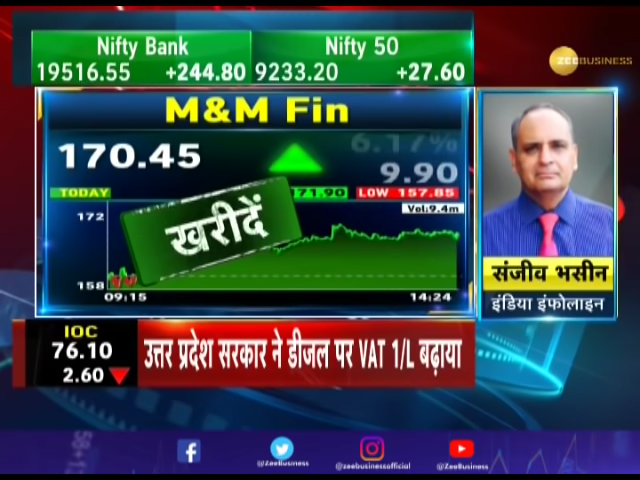 Nifty Bank
19516.55 +244.80
Nifty 50
9233.20 +27.60
ZEEBUSINESS
M&M Fin
170.45
6.17%
9.90
TODAY
171.90 LOW 157.85
Vol:9.4m
172
158
09:15 14:24
खरीदें
संजीव भसीन
इंडिया इंफोलाइन
IOC
76.10
2.60
उत्तर प्रदेश सरकार ने डीजल पर VAT 1/L बढ़ाया
@ZeeBusiness
@zeebusinessofficial
@ZeeBusiness